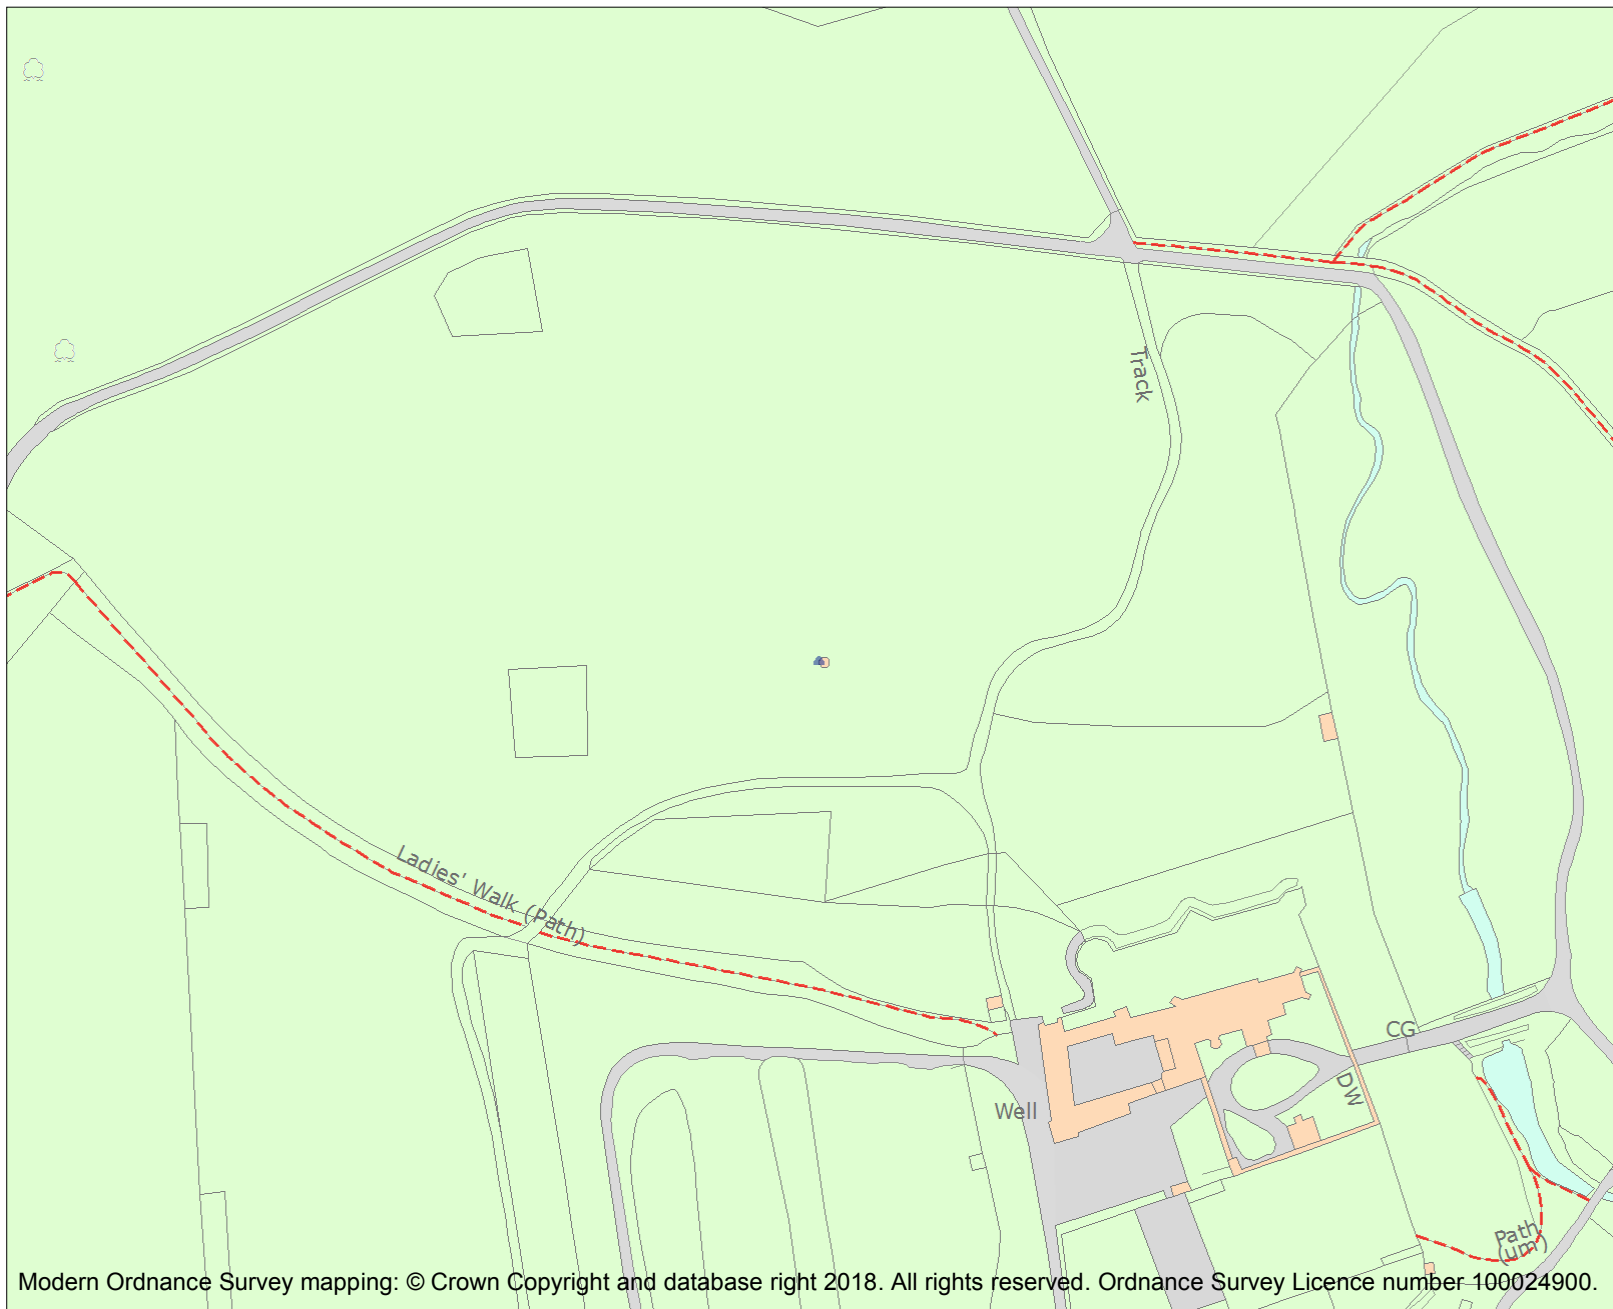 Track
Ladies' Walk (Path)
CG
DW
Well
Path
(um)
Modern Ordnance Survey mapping: © Crown Copyright and database right 2018. All rights reserved. Ordnance Survey Licence number 100024900.